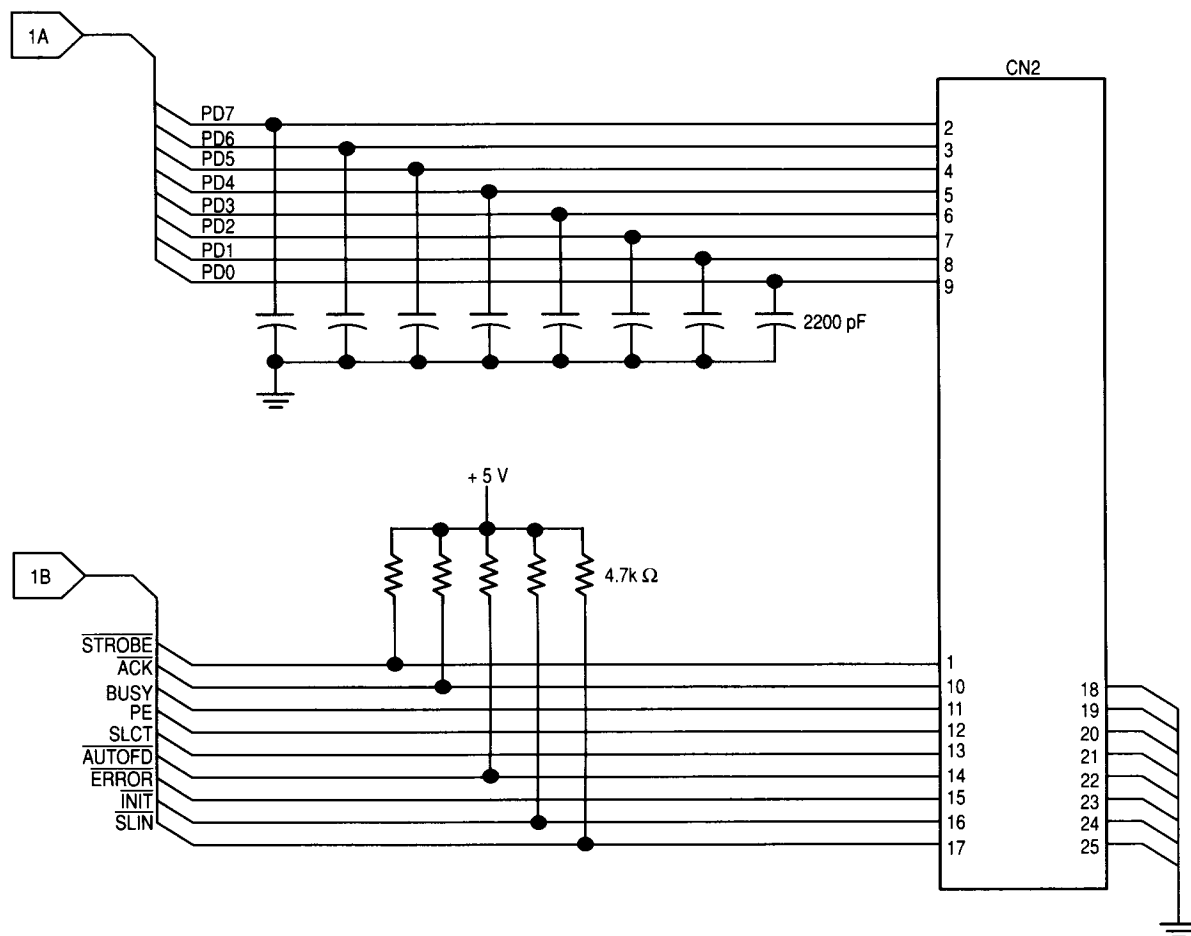 1A
CN2
PD7
PD6
PD5
PD4
PD3
PD2
PD1
PD0
2
3
4
5
6
7
8
9
2200 pF
+ 5 V
4.7k Ω
1B
STROBE
ACK
BUSY
PE
SLCT
AUTOFD
ERROR
INIT
SLIN
1
10
11
12
13
14
15
16
17
18
19
20
21
22
23
24
25